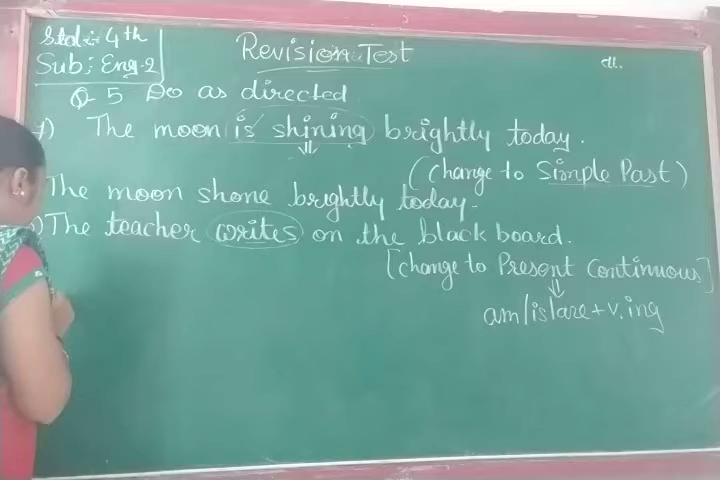 Std :- 4th
Sub : Eng-2
Revision Test
dt.
Q 5 Do as directed
1) The moon is shining brightly today.
(Change to Simple Past)
The moon shone brightly today.
) The teacher writes on the black board.
[change to Present Continuous]
am/is/are + v.ing